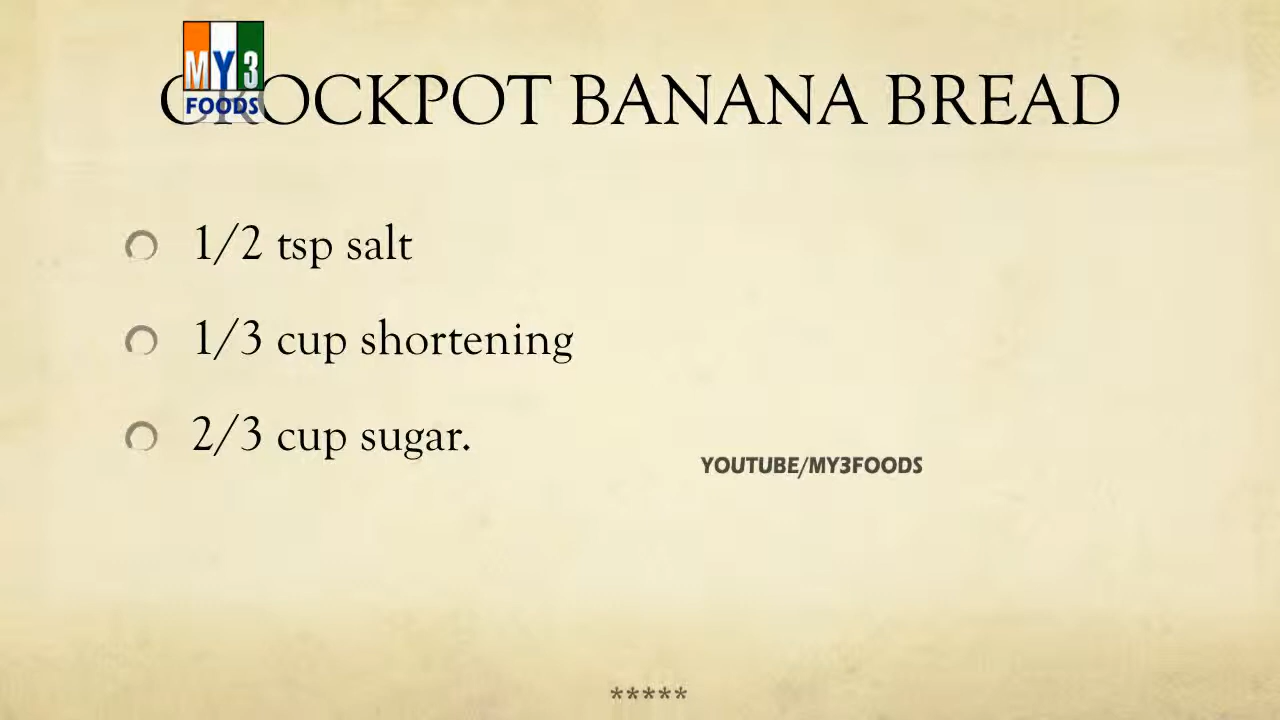 MY3
FOODS
CROCKPOT BANANA BREAD
1/2 tsp salt
1/3 cup shortening
2/3 cup sugar.
YOUTUBE/MY3FOODS
*****